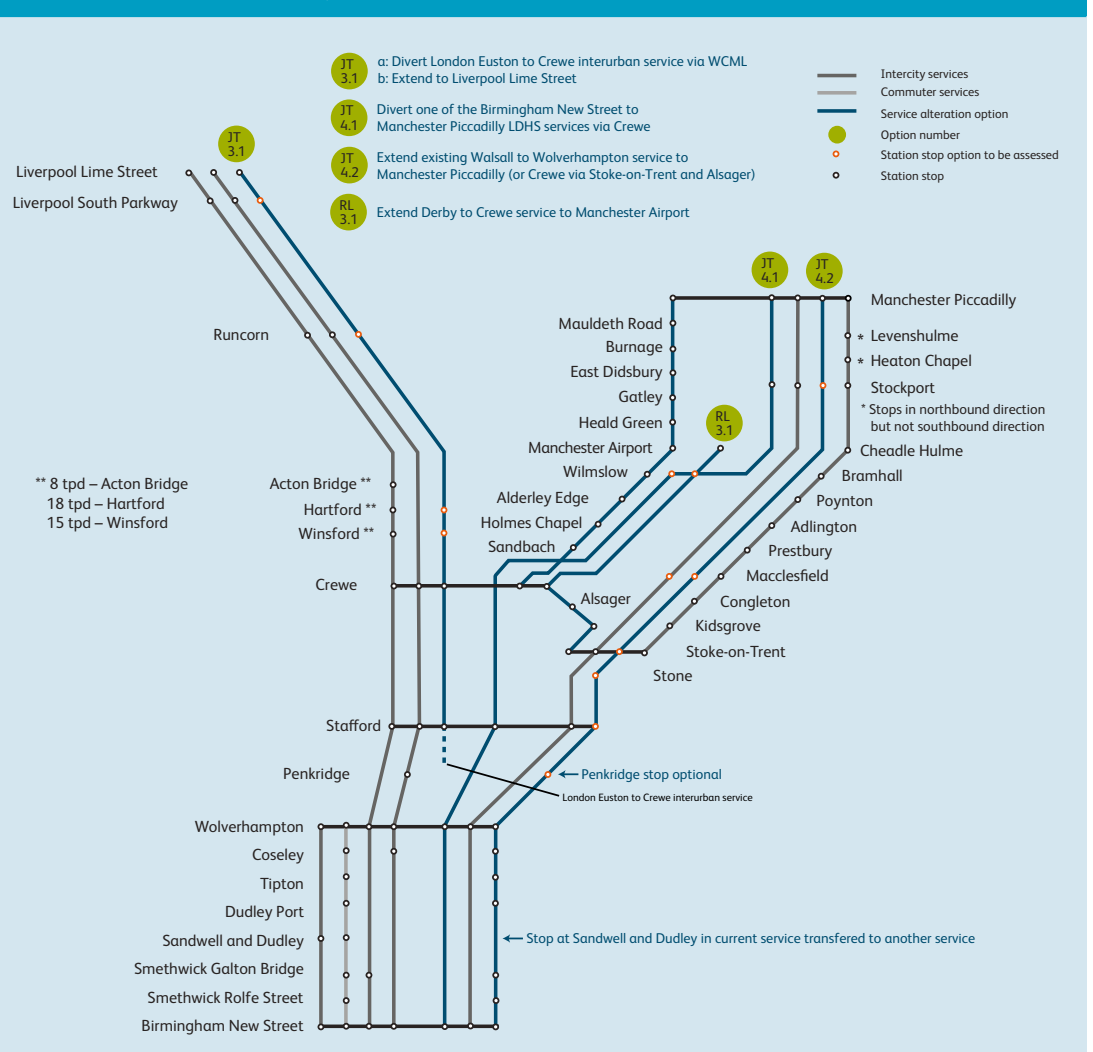 JT
3.1
a: Divert London Euston to Crewe interurban service via WCML
b: Extend to Liverpool Lime Street
JT
4.1
Divert one of the Birmingham New Street to
Manchester Piccadilly LDHS services via Crewe
JT
4.2
Extend existing Walsall to Wolverhampton service to
Manchester Piccadilly (or Crewe via Stoke-on-Trent and Alsager)
RL
3.1
Extend Derby to Crewe service to Manchester Airport
Intercity services
Commuter services
Service alteration option
Option number
Station stop option to be assessed
Station stop
JT
3.1
Liverpool Lime Street
Liverpool South Parkway
Runcorn
** 8 tpd – Acton Bridge
18 tpd – Hartford
15 tpd – Winsford
Acton Bridge **
Hartford **
Winsford **
Crewe
JT
4.1
JT
4.2
Manchester Piccadilly
Mauldeth Road
Burnage
East Didsbury
Gatley
Heald Green
Manchester Airport
Wilmslow
Alderley Edge
Holmes Chapel
Sandbach
RL
3.1
* Levenshulme
* Heaton Chapel
Stockport
* Stops in northbound direction
but not southbound direction
Cheadle Hulme
Bramhall
Poynton
Adlington
Prestbury
Macclesfield
Congleton
Kidsgrove
Stoke-on-Trent
Stone
Alsager
Stafford
Penkridge
Penkridge stop optional
London Euston to Crewe interurban service
Wolverhampton
Coseley
Tipton
Dudley Port
Sandwell and Dudley
Stop at Sandwell and Dudley in current service transfered to another service
Smethwick Galton Bridge
Smethwick Rolfe Street
Birmingham New Street